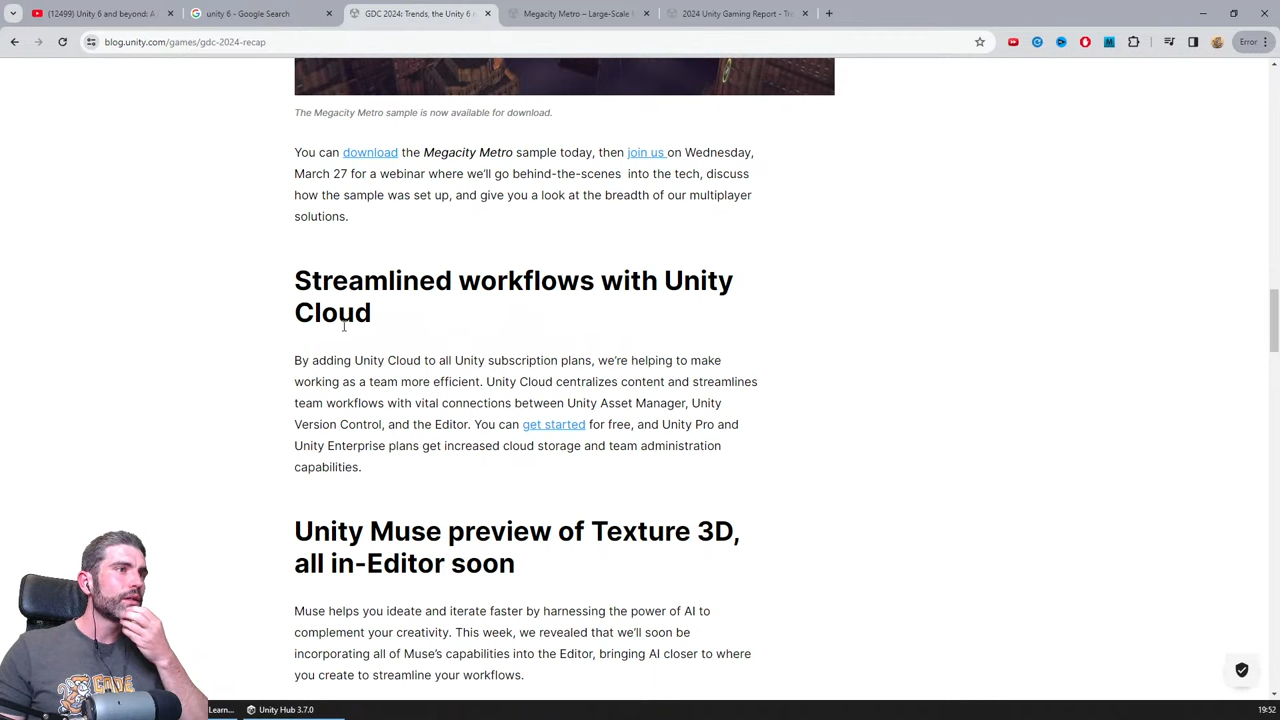 (12499) Unity 6 and beyond: A
unity 6 - Google Search
GDC 2024: Trends, the Unity 6
Megacity Metro – Large-Scale
2024 Unity Gaming Report - Tr
blog.unity.com/games/gdc-2024-recap
Error
The Megacity Metro sample is now available for download.
You can download the Megacity Metro sample today, then join us on Wednesday,
March 27 for a webinar where we'll go behind-the-scenes into the tech, discuss
how the sample was set up, and give you a look at the breadth of our multiplayer
solutions.
Streamlined workflows with Unity
Cloud
By adding Unity Cloud to all Unity subscription plans, we're helping to make
working as a team more efficient. Unity Cloud centralizes content and streamlines
team workflows with vital connections between Unity Asset Manager, Unity
Version Control, and the Editor. You can get started for free, and Unity Pro and
Unity Enterprise plans get increased cloud storage and team administration
capabilities.
Unity Muse preview of Texture 3D,
all in-Editor soon
Muse helps you ideate and iterate faster by harnessing the power of AI to
complement your creativity. This week, we revealed that we'll soon be
incorporating all of Muse's capabilities into the Editor, bringing AI closer to where
you create to streamline your workflows.
Learn...
Unity Hub 3.7.0
19:52